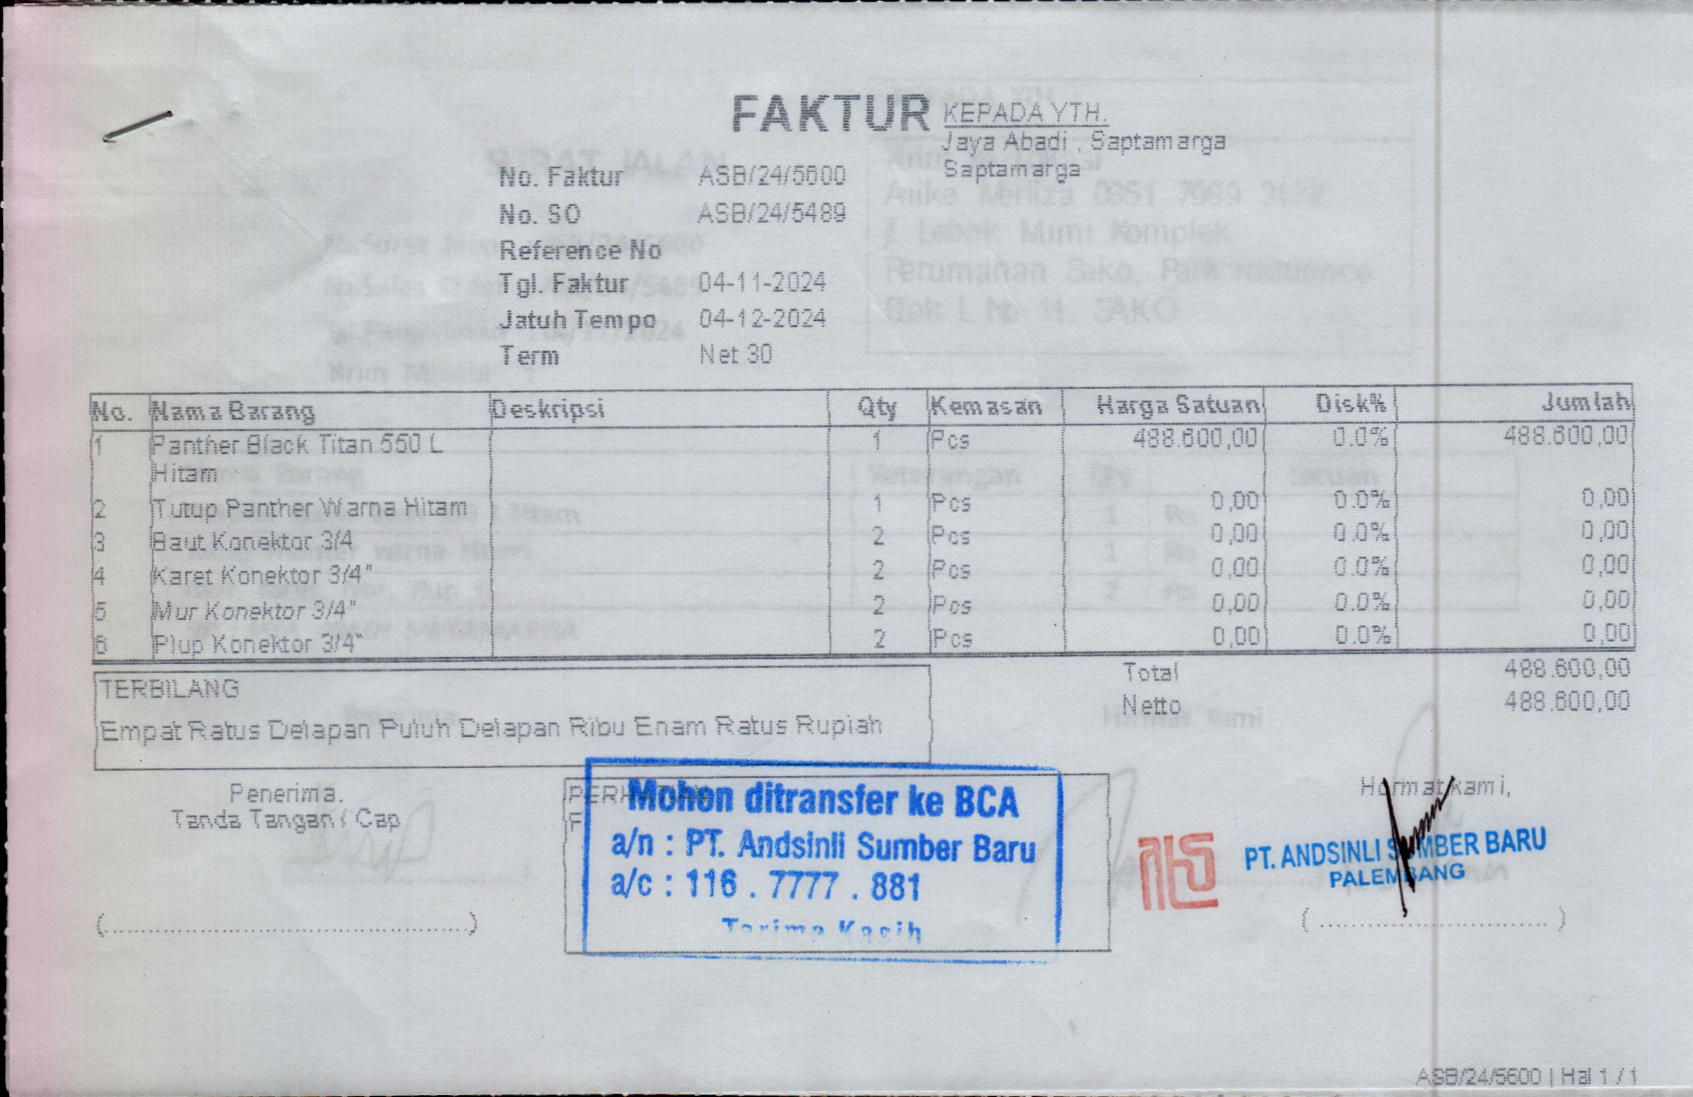 FAKTUR
KEPADA YTH.
Jaya Abadi , Saptamarga
Saptamarga
No. Faktur ASB/24/5600
No. SO ASB/24/5489
Reference No
Tgl. Faktur 04-11-2024
Jatuh Tempo 04-12-2024
Term Net 30
No. Nama Barang Deskripsi Qty Kemasan Harga Satuan Disk% Jumlah
1 Panther Black Titan 550 L 1 Pcs 488.600,00 0.0% 488.600,00
Hitam
2 Tutup Panther Warna Hitam 1 Pcs 0,00 0.0% 0,00
3 Baut Konektor 3/4 2 Pcs 0,00 0.0% 0,00
4 Karet Konektor 3/4" 2 Pcs 0,00 0.0% 0,00
5 Mur Konektor 3/4" 2 Pcs 0,00 0.0% 0,00
6 Plup Konektor 3/4" 2 Pcs 0,00 0.0% 0,00
Total 488.600,00
Netto 488.600,00
TERBILANG
Empat Ratus Delapan Puluh Delapan Ribu Enam Ratus Rupiah
Penerima.
Tanda Tangan / Cap
(............................................)
Mohon ditransfer ke BCA
a/n : PT. Andsinli Sumber Baru
a/c : 116 . 7777 . 881
Terima Kasih
Hormat kami,
PT. ANDSINLI SUMBER BARU
PALEMBANG
( ............................ )
ASB/24/5600 | Hal 1 / 1